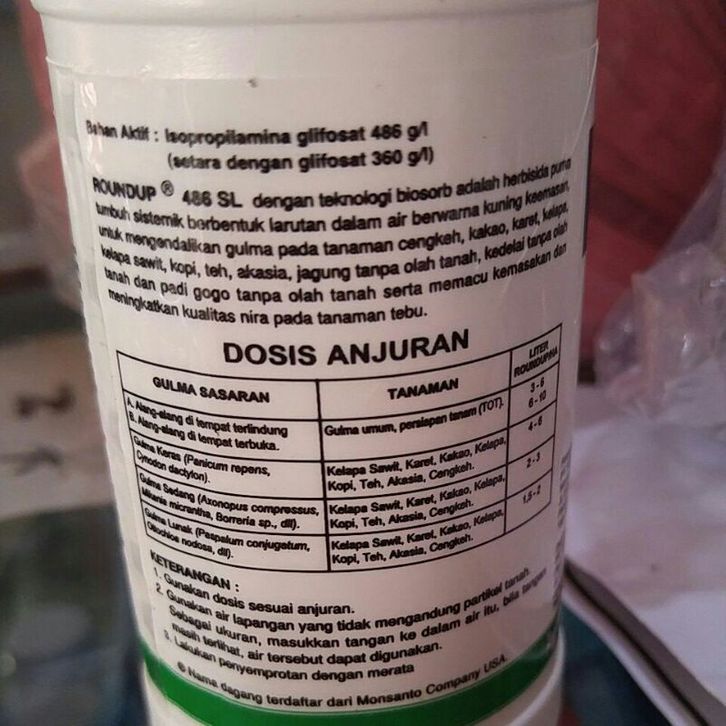 Bahan Aktif : Isopropilamina glifosat 486 g/l
(setara dengan glifosat 360 g/l)
ROUNDUP ® 486 SL dengan teknologi biosorb adalah herbisida purna
tumbuh sistemik berbentuk larutan dalam air berwarna kuning keemasan,
untuk mengendalikan gulma pada tanaman cengkeh, kakao, karet, kelapa,
kelapa sawit, kopi, teh, akasia, jagung tanpa olah tanah, kedelai tanpa olah
tanah dan padi gogo tanpa olah tanah serta memacu kemasakan dan
meningkatkan kualitas nira pada tanaman tebu.
DOSIS ANJURAN
GULMA SASARAN
TANAMAN
LITER
ROUNDUP/HA
A. Alang-alang di tempat terlindung
B. Alang-alang di tempat terbuka.
Gulma umum, persiapan tanam (TOT).
3-6
6-10
Gulma Keras (Panicum repens,
Cynodon dactylon).
Kelapa Sawit, Karet, Kakao, Kelapa,
Kopi, Teh, Akasia, Cengkeh.
4-6
Gulma Sedang (Axonopus compressus,
Mikania micrantha, Borreria sp., dll).
Kelapa Sawit, Karet, Kakao, Kelapa,
Kopi, Teh, Akasia, Cengkeh.
2-3
Gulma Lunak (Paspalum conjugatum,
Ottochloa nodosa, dll).
Kelapa Sawit, Karet, Kakao, Kelapa,
Kopi, Teh, Akasia, Cengkeh.
1,5-2
KETERANGAN :
1. Gunakan dosis sesuai anjuran.
2. Gunakan air lapangan yang tidak mengandung partikel tanah.
Sebagai ukuran, masukkan tangan ke dalam air itu, bila tangan
masih terlihat, air tersebut dapat digunakan.
3. Lakukan penyemprotan dengan merata
® Nama dagang terdaftar dari Monsanto Company USA.